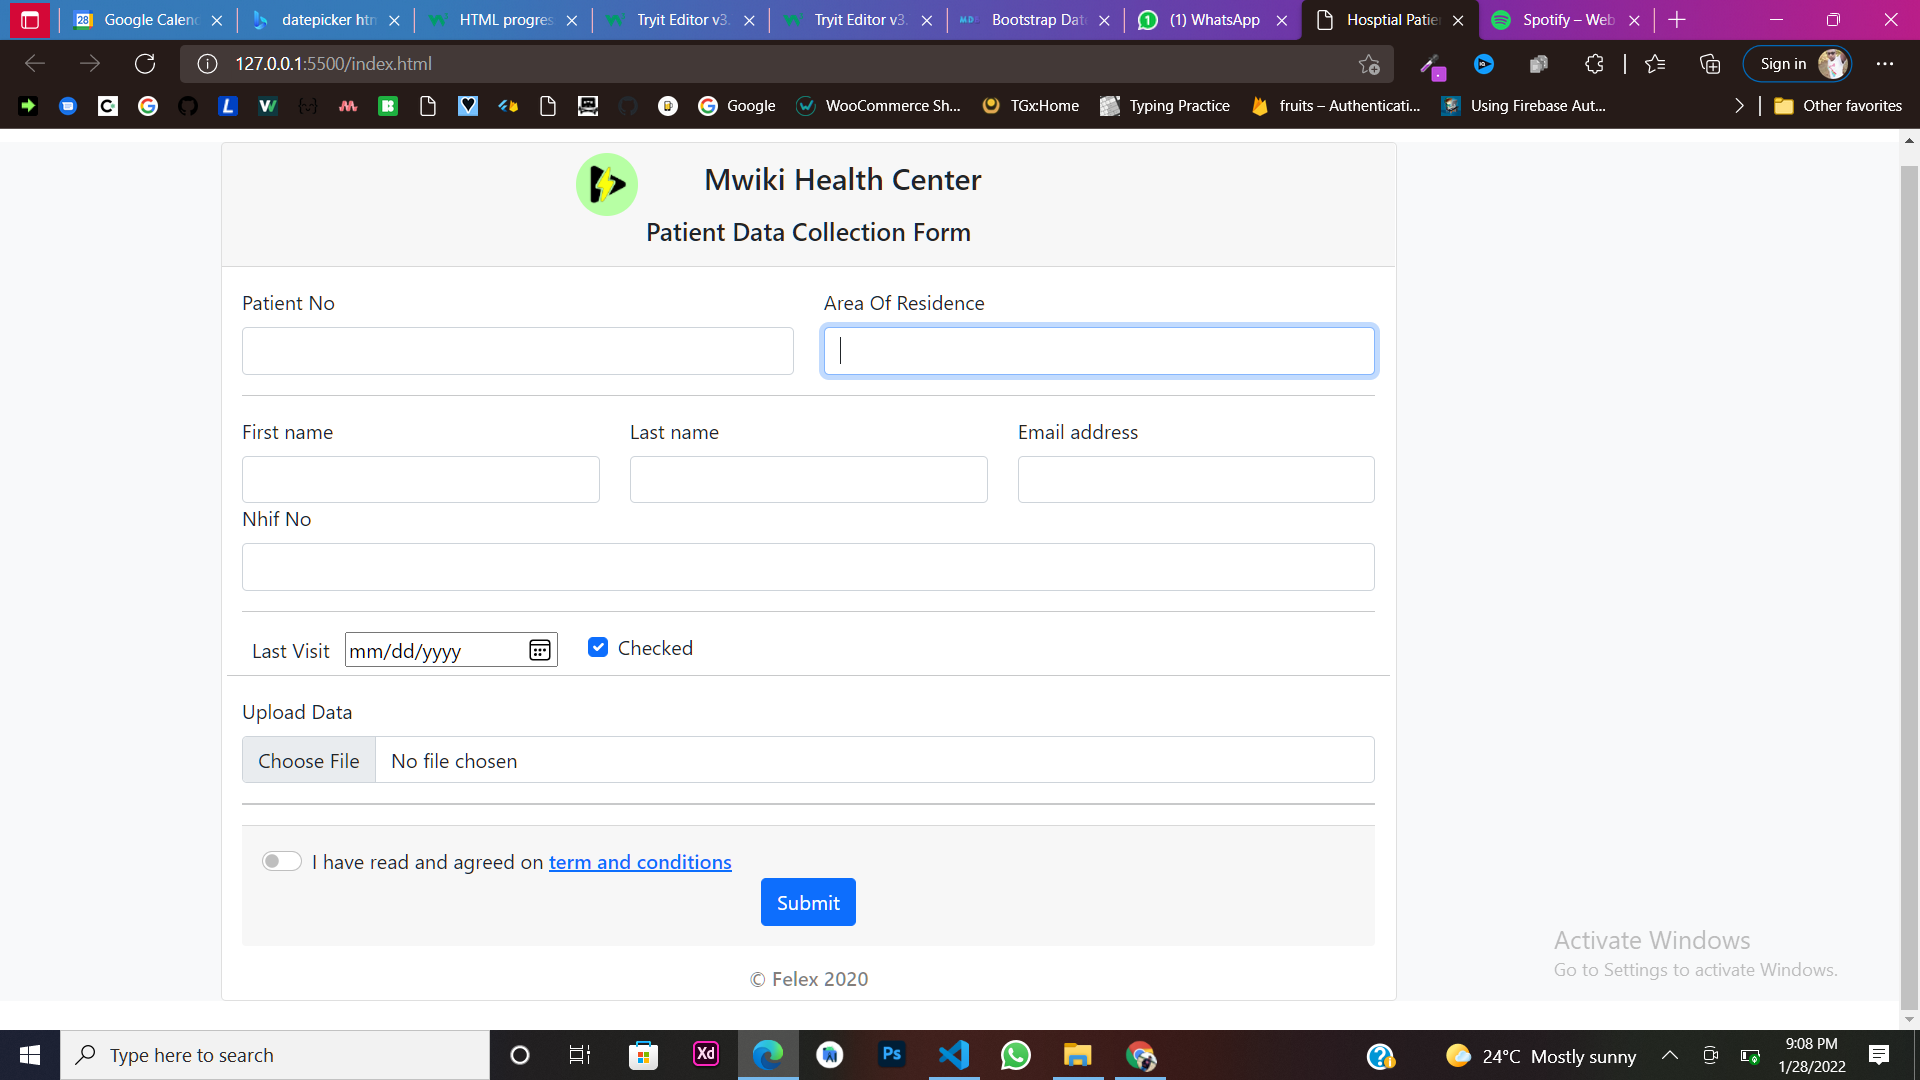 Google Calenc
datepicker htm
HTML progres
Tryit Editor v3.
Tryit Editor v3.
Bootstrap Dat
(1) WhatsApp
Hosptial Patie
Spotify – Web
127.0.0.1:5500/index.html
Sign in
Google
WooCommerce Sh...
TGxHome
Typing Practice
fruits – Authenticati...
Using Firebase Aut...
Other favorites
Mwiki Health Center
Patient Data Collection Form
Patient No
Area Of Residence
First name
Last name
Email address
Nhif No
Last Visit
mm/dd/yyyy
Checked
Upload Data
Choose File
No file chosen
I have read and agreed on term and conditions
Submit
© Felex 2020
Activate Windows
Go to Settings to activate Windows.
Type here to search
Xd
Ps
24°C Mostly sunny
9:08 PM
1/28/2022